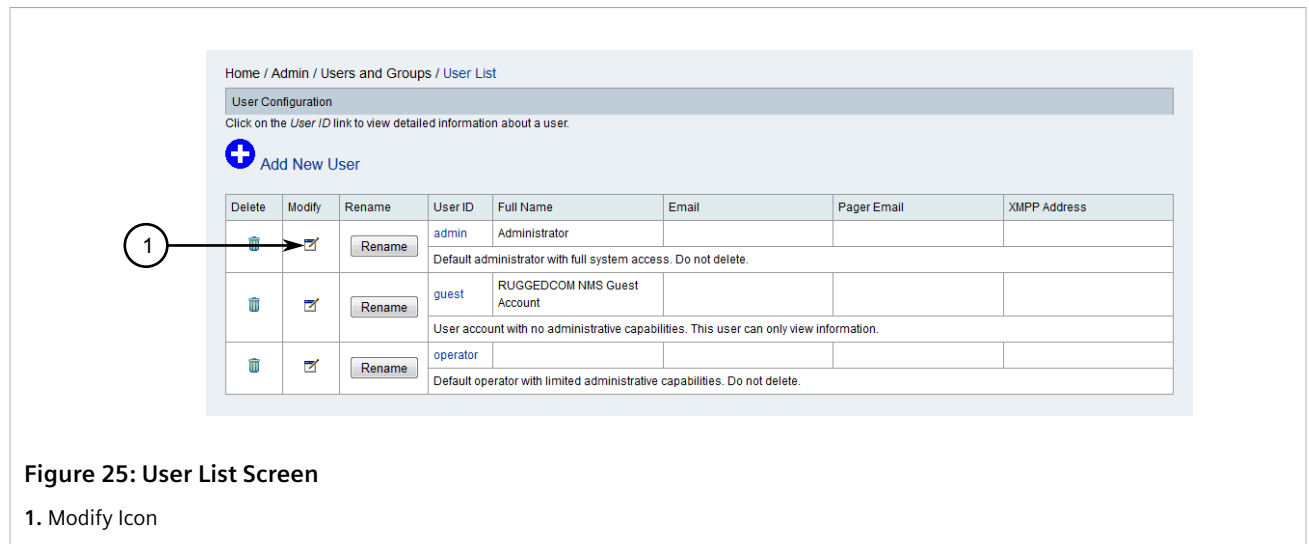 Home / Admin / Users and Groups / User List
User Configuration
Click on the User ID link to view detailed information about a user.
Add New User
Delete Modify Rename User ID Full Name Email Pager Email XMPP Address
1
Rename admin Administrator
Default administrator with full system access. Do not delete.
Rename guest RUGGEDCOM NMS Guest
Account
User account with no administrative capabilities. This user can only view information.
Rename operator
Default operator with limited administrative capabilities. Do not delete.
Figure 25: User List Screen
1. Modify Icon